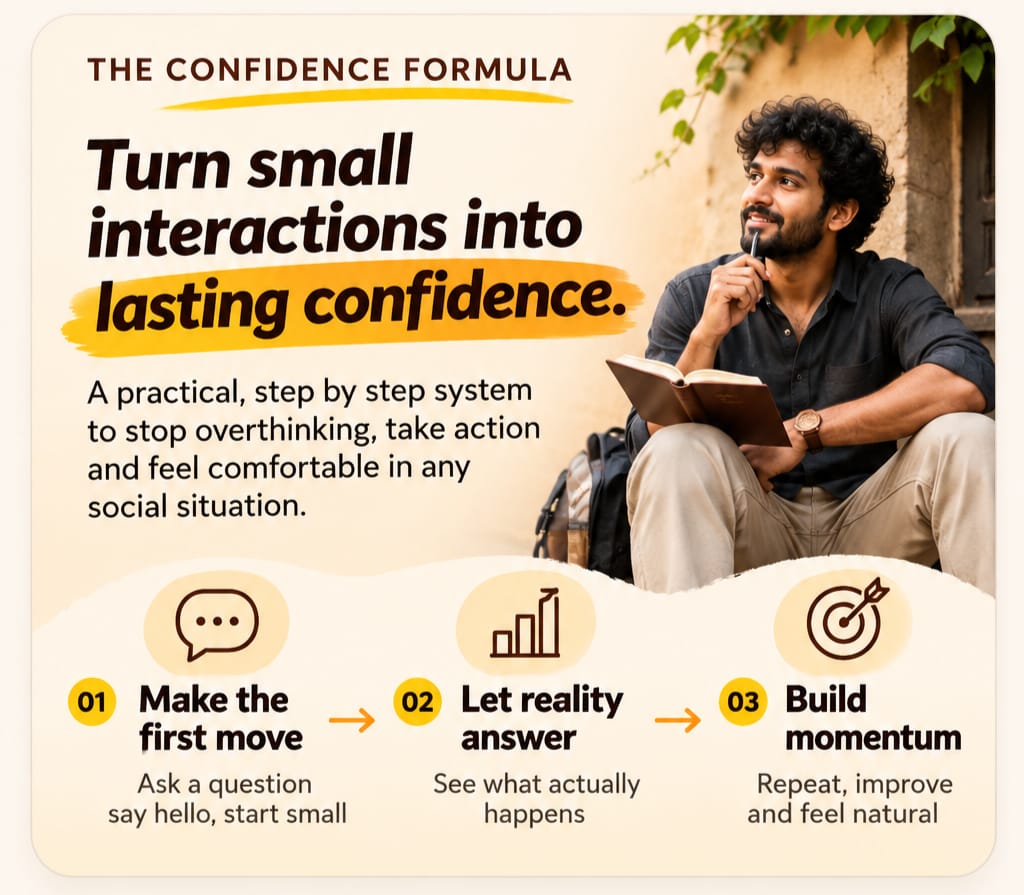 THE CONFIDENCE FORMULA
Turn small
interactions into
lasting confidence.
A practical, step by step system
to stop overthinking, take action
and feel comfortable in any
social situation.
01 Make the
first move
Ask a question
say hello, start small
02 Let reality
answer
See what actually
happens
03 Build
momentum
Repeat, improve
and feel natural